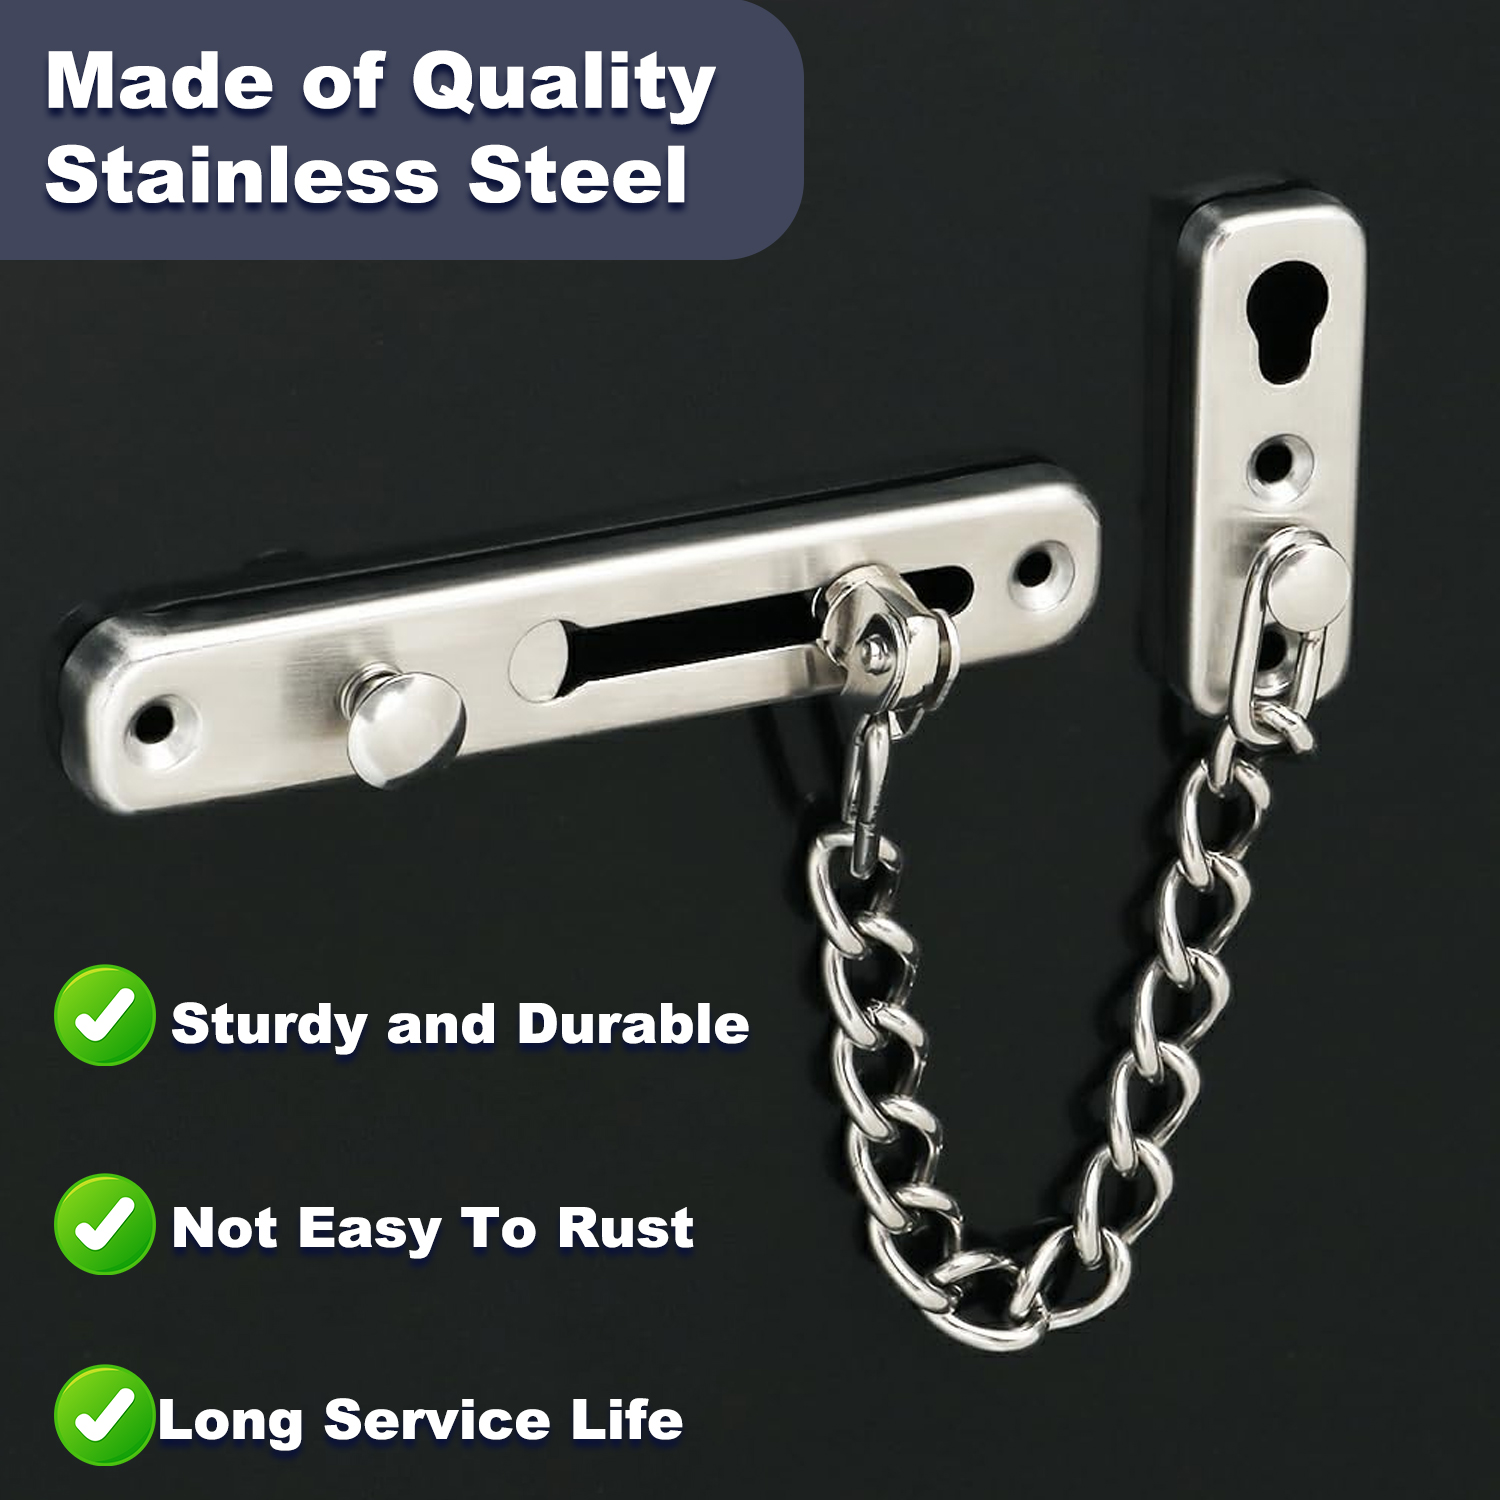 Made of Quality
Stainless Steel
Sturdy and Durable
Not Easy To Rust
Long Service Life